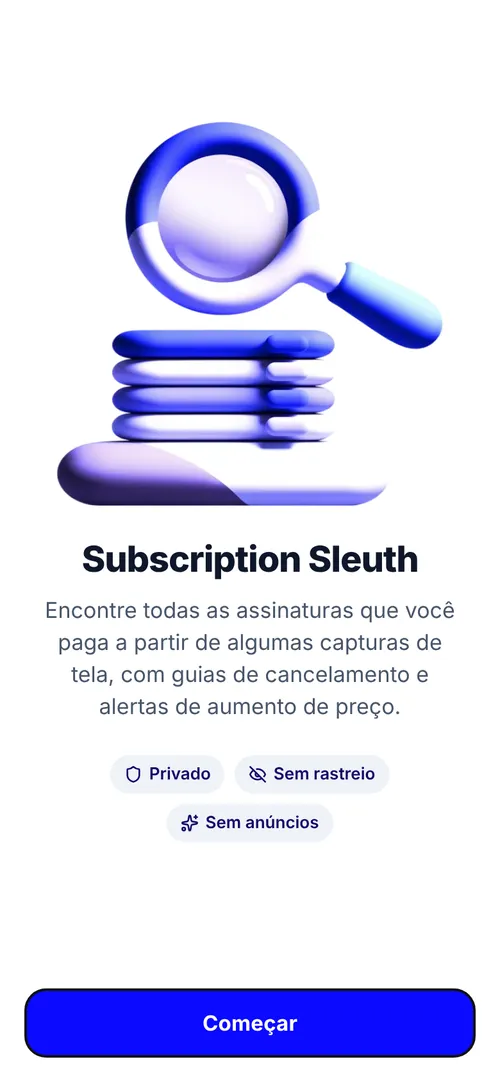 Subscription Sleuth
Encontre todas as assinaturas que você
paga a partir de algumas capturas de
tela, com guias de cancelamento e
alertas de aumento de preço.
Privado
Sem rastreio
Sem anúncios
Começar